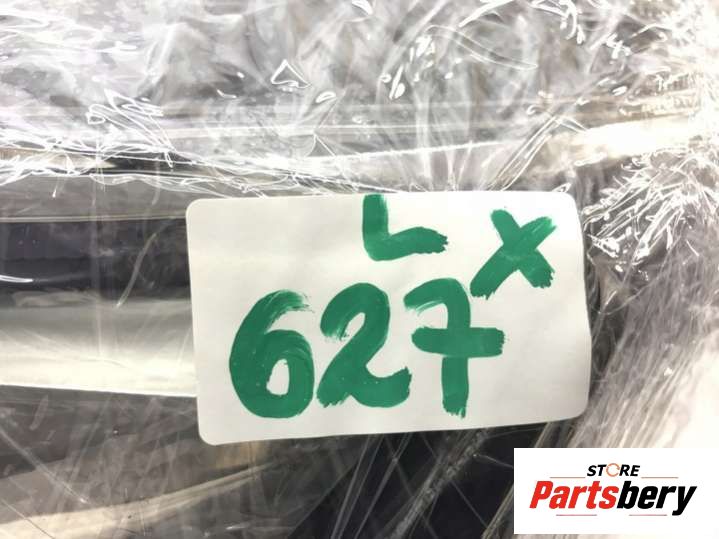 L X
627
STORE
Partsbery